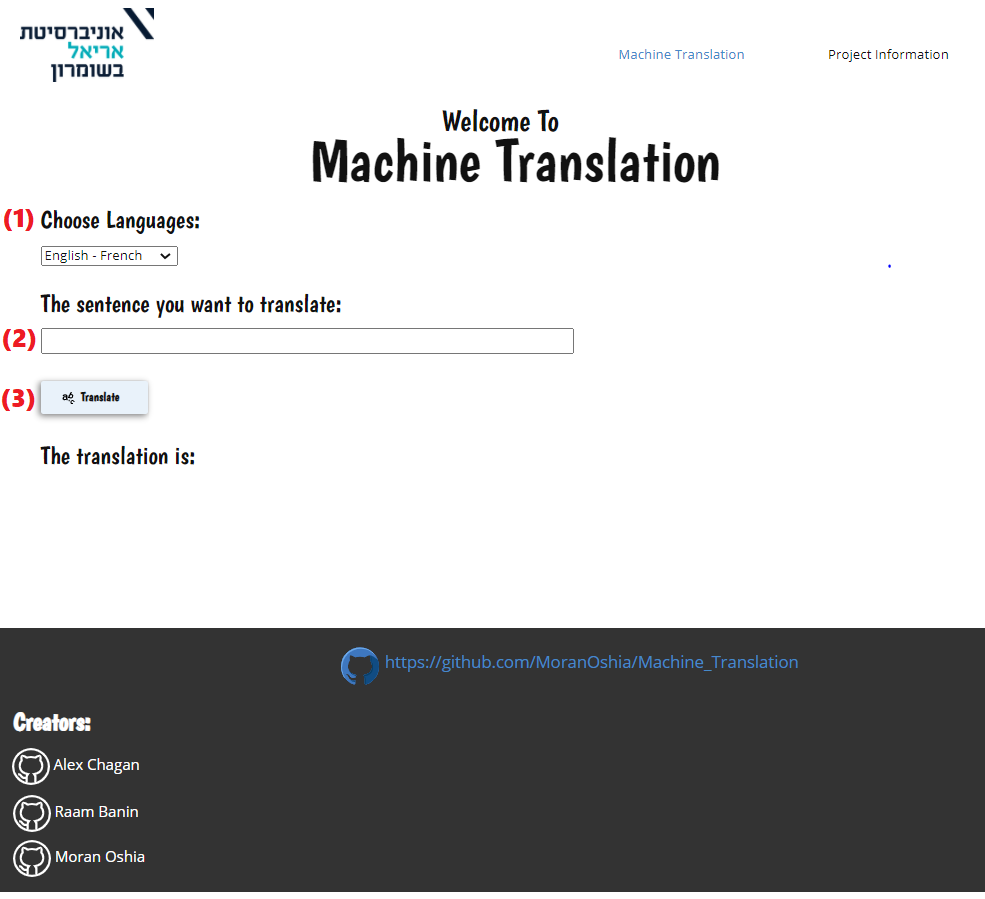 אוניברסיטת
אריאל
בשומרון
Machine Translation
Project Information
Welcome To
Machine Translation
(1) Choose Languages:
English - French
The sentence you want to translate:
(2)
(3) Translate
The translation is:
https://github.com/MoranOshia/Machine_Translation
Creators:
Alex Chagan
Raam Banin
Moran Oshia